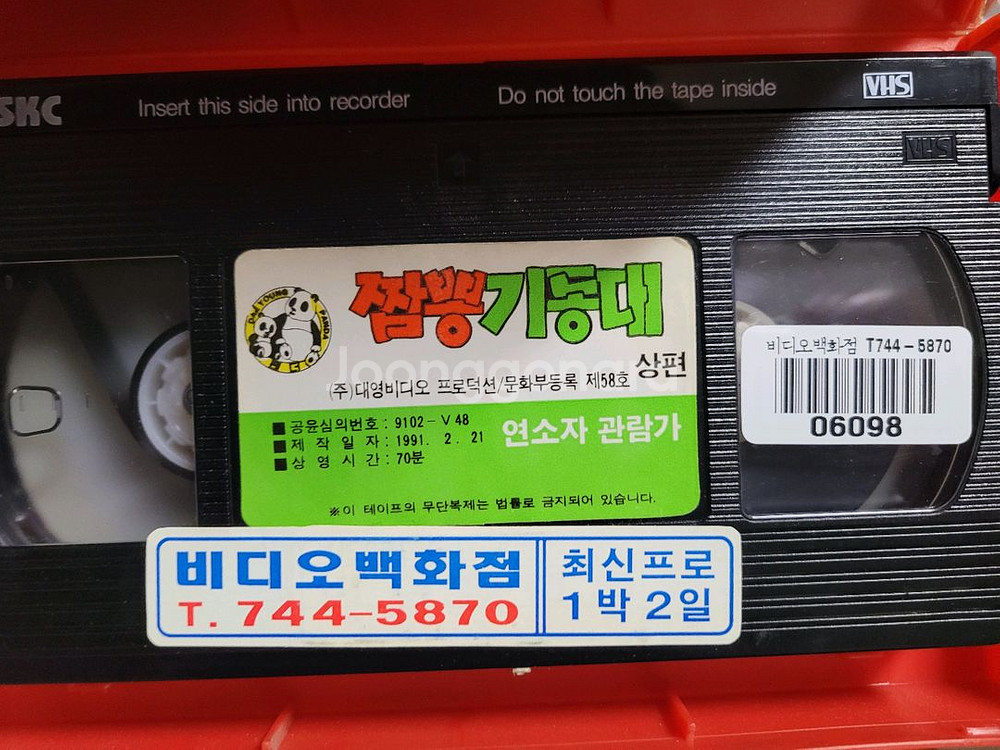 SKC
Insert this side into recorder
Do not touch the tape inside
VHS
VHS
DAE YOUNG PANDA
짬뽕기동대
상편
joonggonara
(주)대영비디오 프로덕션/문화부등록 제58호
■공윤심의번호 : 9102-V48
■제 작 일 자 : 1991. 2. 21
■상 영 시 간 : 70분
연소자 관람가
※이 테이프의 무단복제는 법률로 금지되어 있습니다.
비디오백화점 T744-5870
06098
비디오백화점
T. 744-5870
최신프로
1박2일